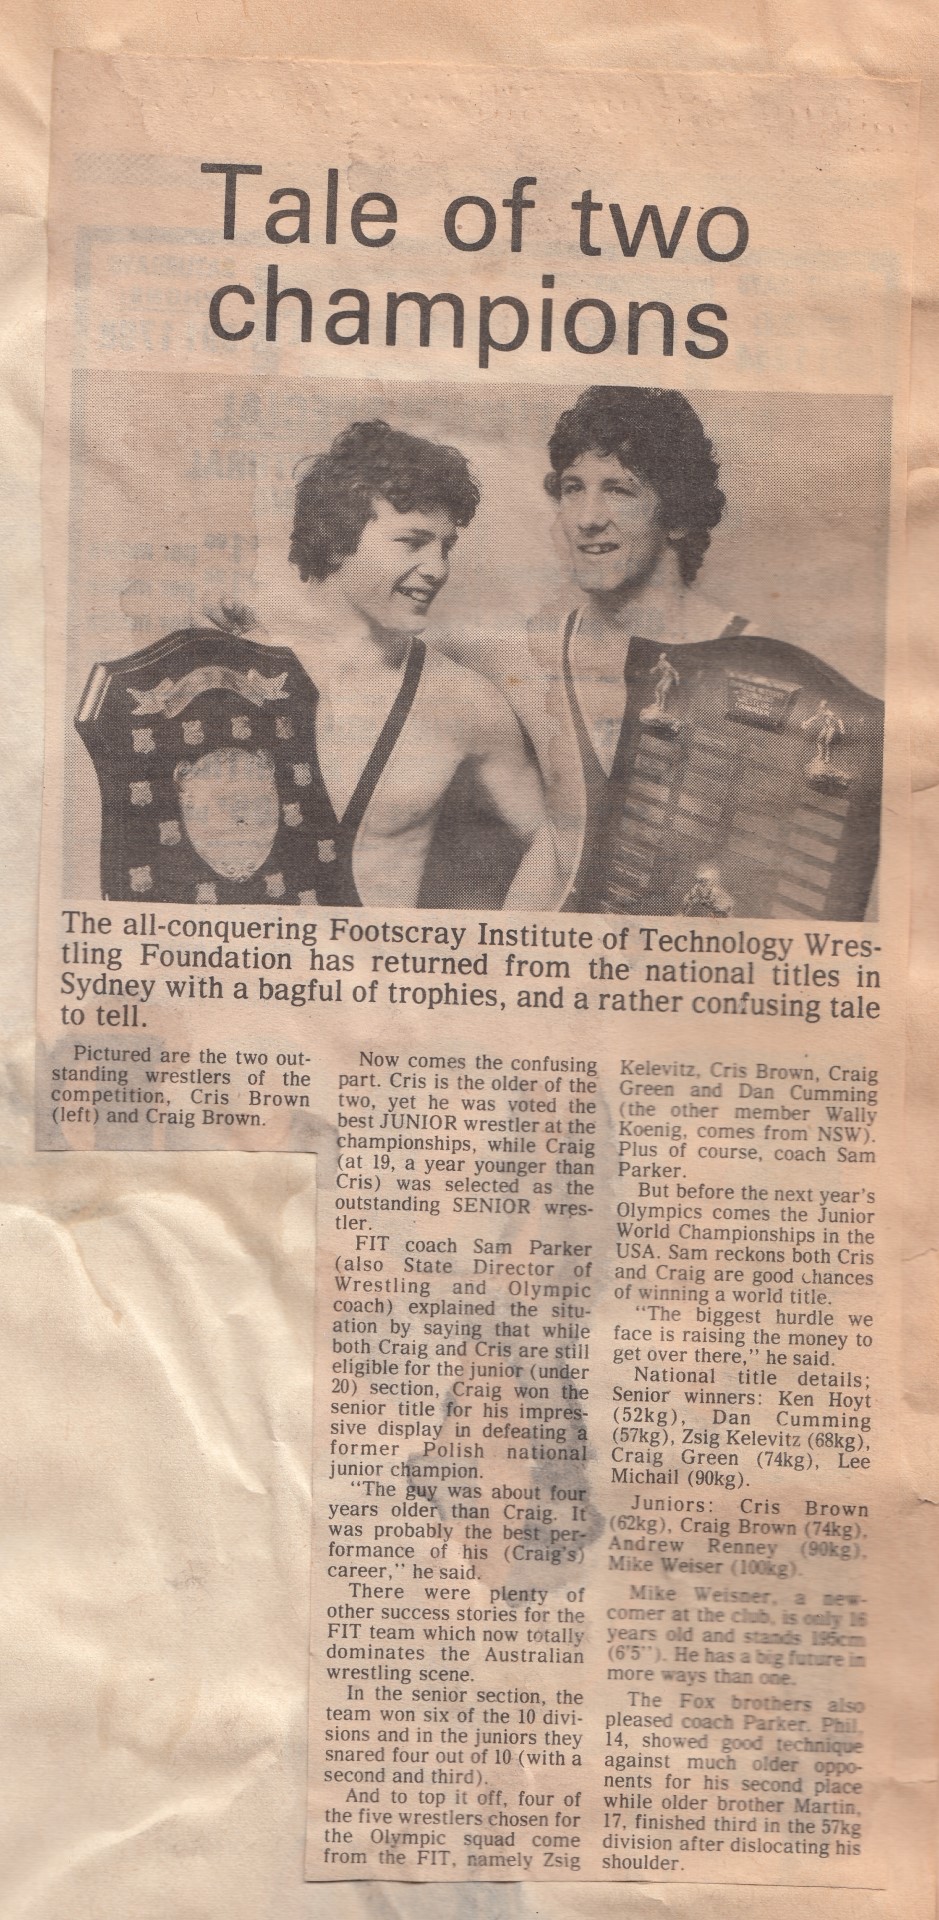 Tale of two
champions
The all-conquering Footscray Institute of Technology Wres-
tling Foundation has returned from the national titles in
Sydney with a bagful of trophies, and a rather confusing tale
to tell.
Pictured are the two out-
standing wrestlers of the
competition, Cris Brown
(left) and Craig Brown.
Now comes the confusing
part. Cris is the older of the
two, yet he was voted the
best JUNIOR wrestler at the
championships, while Craig
(at 19, a year younger than
Cris) was selected as the
outstanding SENIOR wres-
tler.
FIT coach Sam Parker
(also State Director of
Wrestling and Olympic
coach) explained the situ-
ation by saying that while
both Craig and Cris are still
eligible for the junior (under
20) section, Craig won the
senior title for his impres-
sive display in defeating a
former Polish national
junior champion.
"The guy was about four
years older than Craig. It
was probably the best per-
formance of his (Craig's)
career," he said.
There were plenty of
other success stories for the
FIT team which now totally
dominates the Australian
wrestling scene.
In the senior section, the
team won six of the 10 divi-
sions and in the juniors they
snared four out of 10 (with a
second and third).
And to top it off, four of
the five wrestlers chosen for
the Olympic squad come
from the FIT, namely Zsig
Kelevitz, Cris Brown, Craig
Green and Dan Cumming
(the other member Wally
Koenig, comes from NSW).
Plus of course, coach Sam
Parker.
But before the next year's
Olympics comes the Junior
World Championships in the
USA. Sam reckons both Cris
and Craig are good chances
of winning a world title.
"The biggest hurdle we
face is raising the money to
get over there," he said.
National title details;
Senior winners: Ken Hoyt
(52kg), Dan Cumming
(57kg), Zsig Kelevitz (68kg),
Craig Green (74kg), Lee
Michail (90kg).
Juniors: Cris Brown
(62kg), Craig Brown (74kg),
Andrew Renney (90kg),
Mike Weiser (100kg).
Mike Weisner, a new-
comer at the club, is only 16
years old and stands 195cm
(6'5"). He has a big future in
more ways than one.
The Fox brothers also
pleased coach Parker. Phil,
14, showed good technique
against much older oppo-
nents for his second place
while older brother Martin,
17, finished third in the 57kg
division after dislocating his
shoulder.